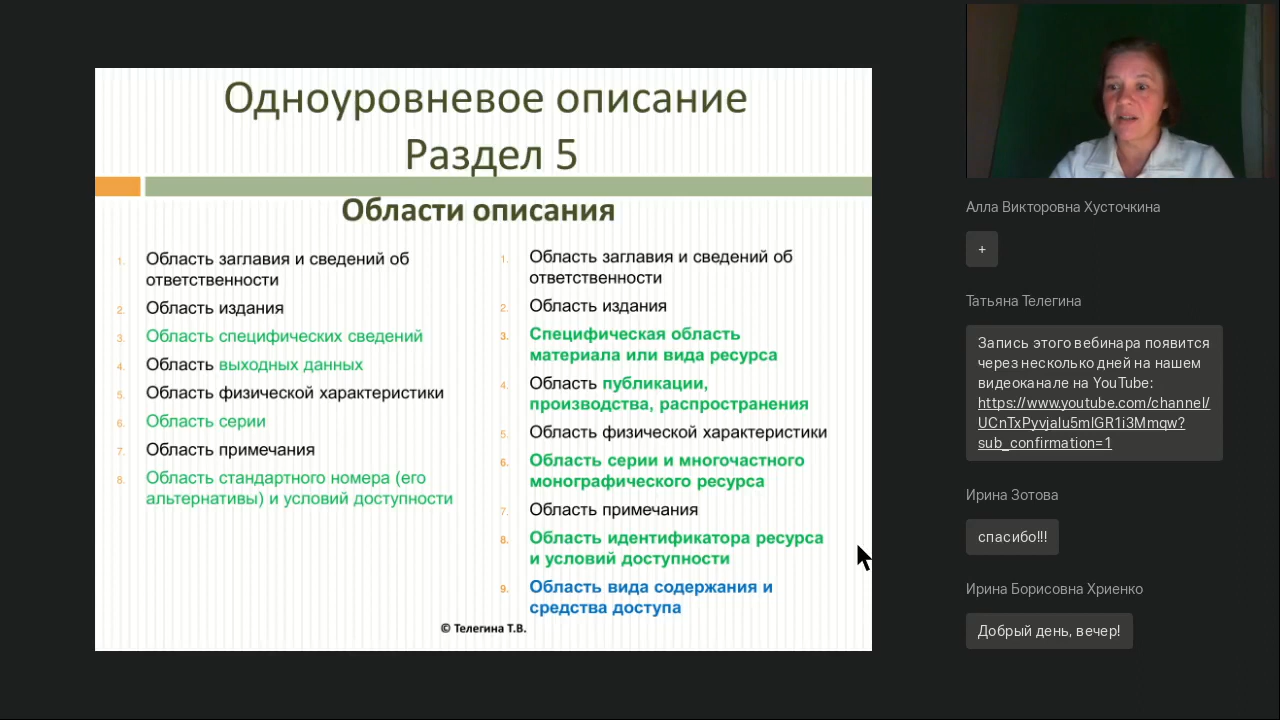 Одноуровневое описание
Раздел 5
Области описания
1. Область заглавия и сведений об
ответственности
2. Область издания
3. Область специфических сведений
4. Область выходных данных
5. Область физической характеристики
6. Область серии
7. Область примечания
8. Область стандартного номера (его
альтернативы) и условий доступности
1. Область заглавия и сведений об
ответственности
2. Область издания
3. Специфическая область
материала или вида ресурса
4. Область публикации,
производства, распространения
5. Область физической характеристики
6. Область серии и многочастного
монографического ресурса
7. Область примечания
8. Область идентификатора ресурса
и условий доступности
9. Область вида содержания и
средства доступа
© Телегина Т.В.
Алла Викторовна Хусточкина
+
Татьяна Телегина
Запись этого вебинара появится
через несколько дней на нашем
видеоканале на YouTube:
https://www.youtube.com/channel/
UCnTxPyvjalu5mlGR1i3Mmqw?
sub_confirmation=1
Ирина Зотова
спасибо!!!
Ирина Борисовна Хриенко
Добрый день, вечер!